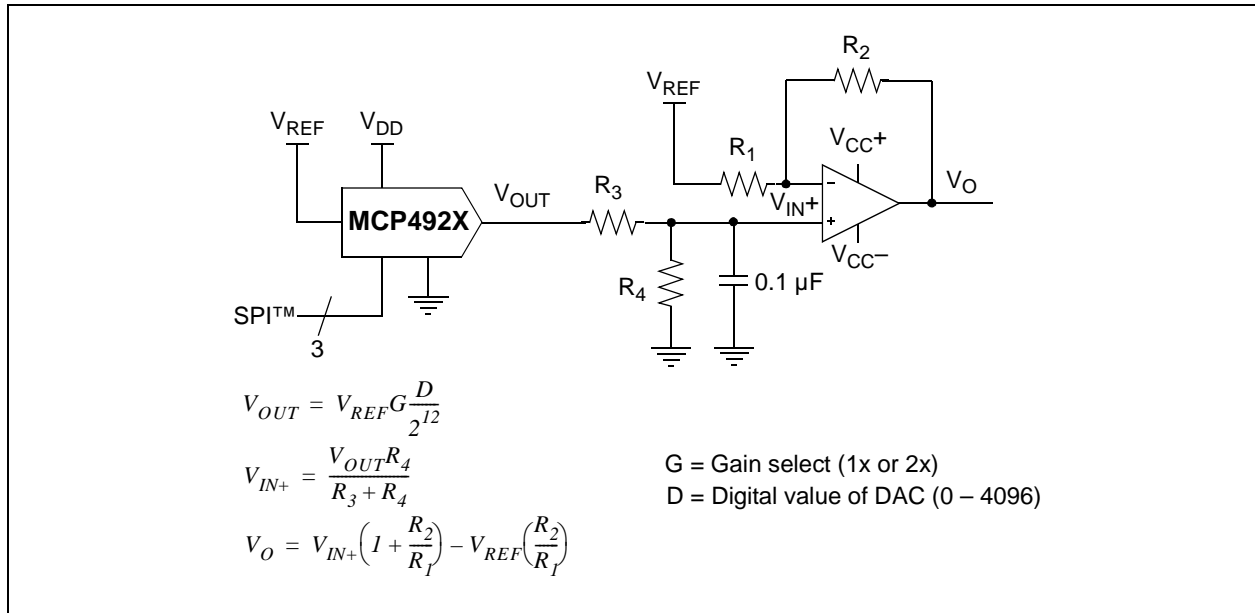 R2
VREF
VREF
VDD
R1
VCC+
VO
VOUT
R3
VIN+
–
+
MCP492X
VCC–
R4
0.1 µF
SPI™
3
VOUT = VREF G D/2^12
VIN+ = VOUT R4/(R3 + R4)
G = Gain select (1x or 2x)
D = Digital value of DAC (0 – 4096)
VO = VIN+(1 + R2/R1) – VREF(R2/R1)